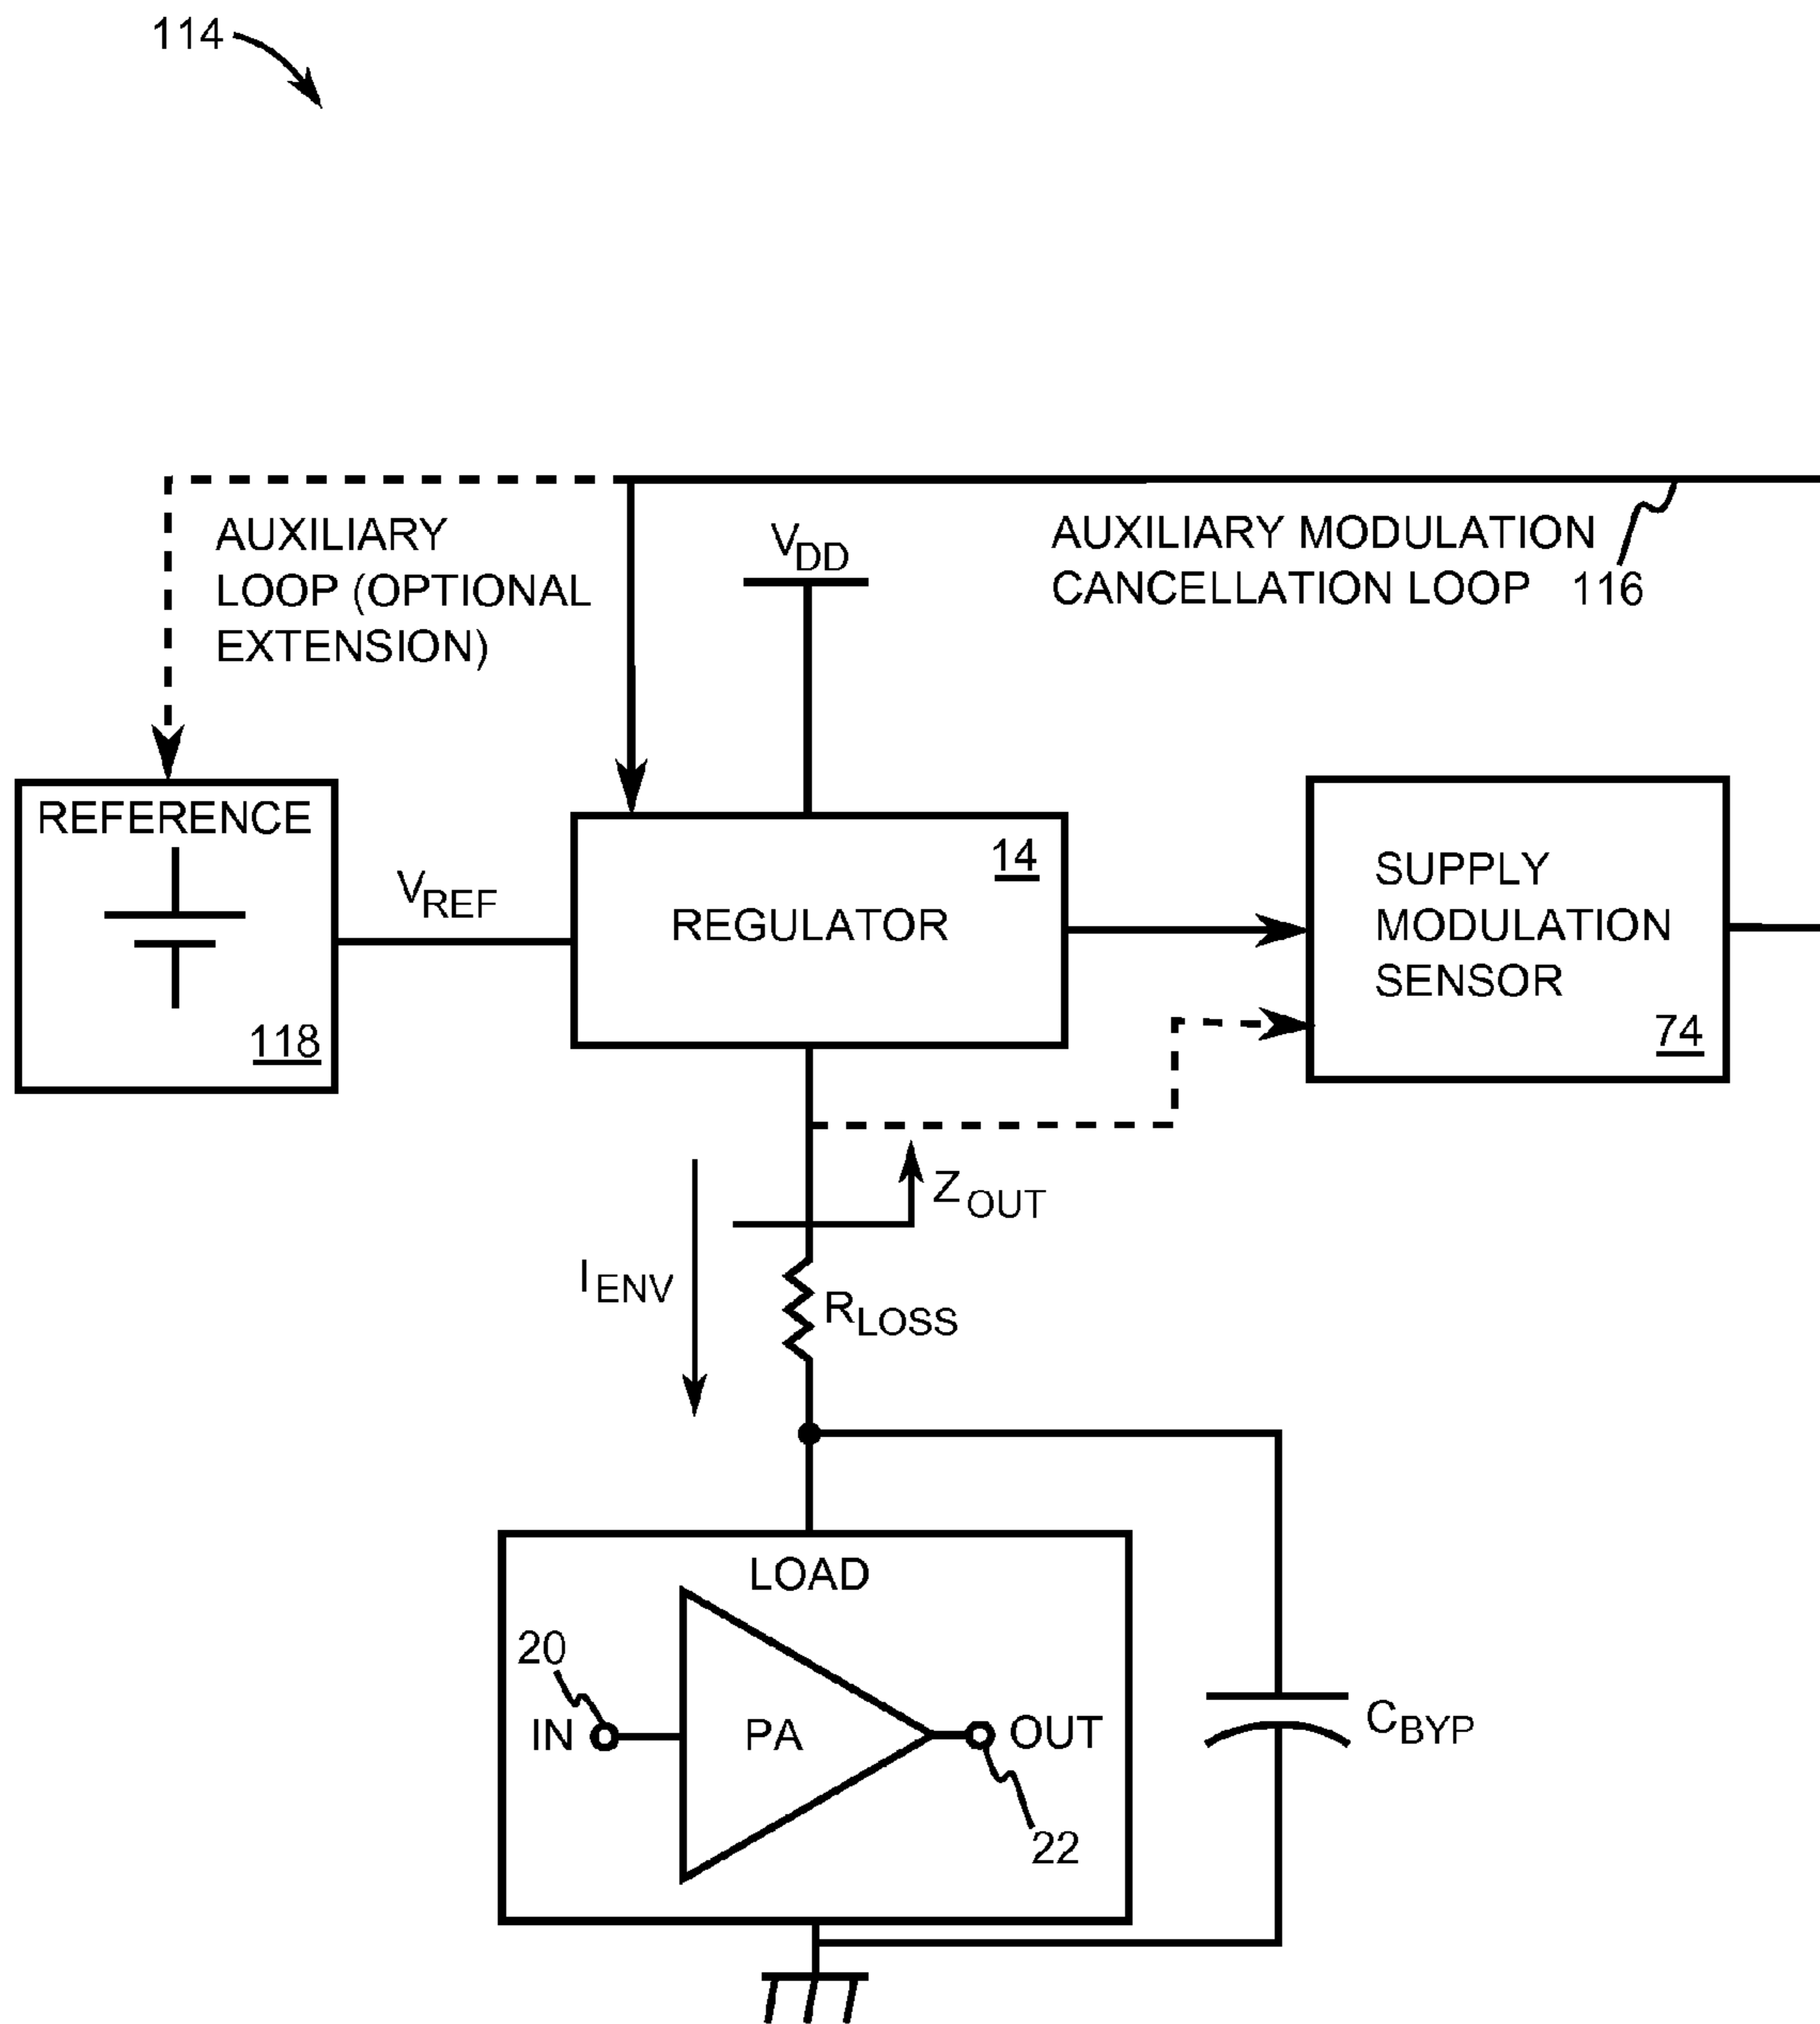 114
AUXILIARY
LOOP (OPTIONAL
EXTENSION)
VDD
AUXILIARY MODULATION
CANCELLATION LOOP 116
REFERENCE
118
VREF
14
REGULATOR
SUPPLY
MODULATION
SENSOR
74
ZOUT
IENV
RLOSS
LOAD
20
IN
PA
OUT
22
CBYP